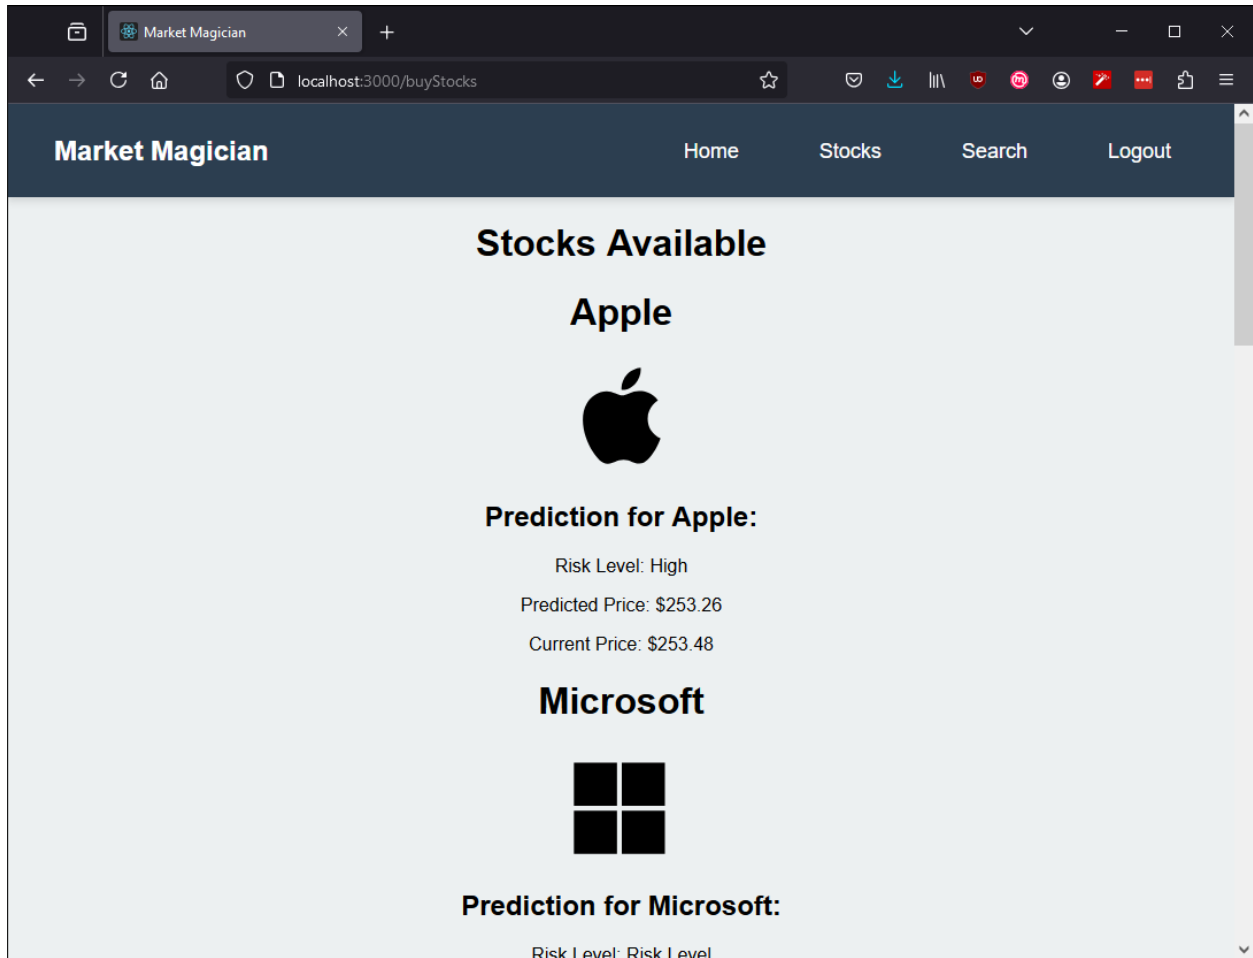 Market Magician
localhost:3000/buyStocks
Market Magician
Home Stocks Search Logout
Stocks Available
Apple
Prediction for Apple:
Risk Level: High
Predicted Price: $253.26
Current Price: $253.48
Microsoft
Prediction for Microsoft:
Risk Level: Risk Level